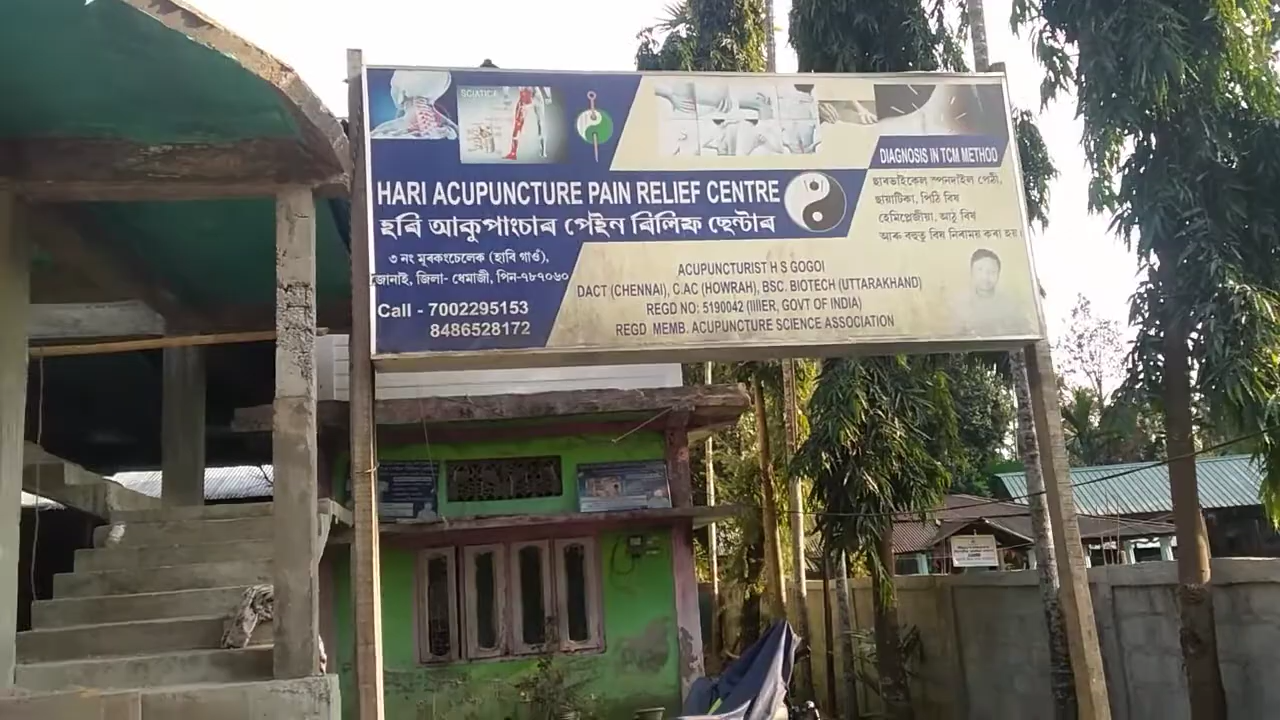 SCIATICA
DIAGNOSIS IN TCM METHOD
HARI ACUPUNCTURE PAIN RELIEF CENTRE
হৰি আকুপাংচাৰ পেইন ৰিলিফ ছেন্টাৰ
৩ নং মুৰকংচেলেক (হাবি গাওঁ),
জোনাই, জিলা- ধেমাজী, পিন-৭৮৭০৬০
Call - 7002295153
8486528172
ছাৰভাইকেল স্পনদাইল পেঠী,
ছায়াটিকা, পিঠি বিষ
হেমিপ্লেজীয়া, আঠু বিষ
আৰু বহুতু বিষ নিৰাময় কৰা হয়।
ACUPUNCTURIST H S GOGOI
DACT (CHENNAI), C.AC (HOWRAH), BSC. BIOTECH (UTTARAKHAND)
REGD NO: 5190042 (IIIER, GOVT OF INDIA)
REGD MEMB. ACUPUNCTURE SCIENCE ASSOCIATION